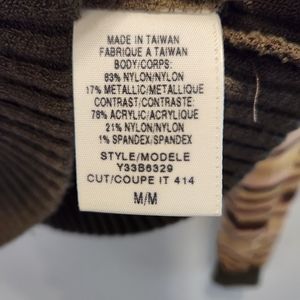 MADE IN TAIWAN
FABRIQUE A TAIWAN
BODY/CORPS:
83% NYLON/NYLON
17% METALLIC/METALLIQUE
CONTRAST/CONTRASTE:
78% ACRYLIC/ACRYLIQUE
21% NYLON/NYLON
1% SPANDEX/SPANDEX
STYLE/MODELE
Y33B6329
CUT/COUPE IT 414
M/M